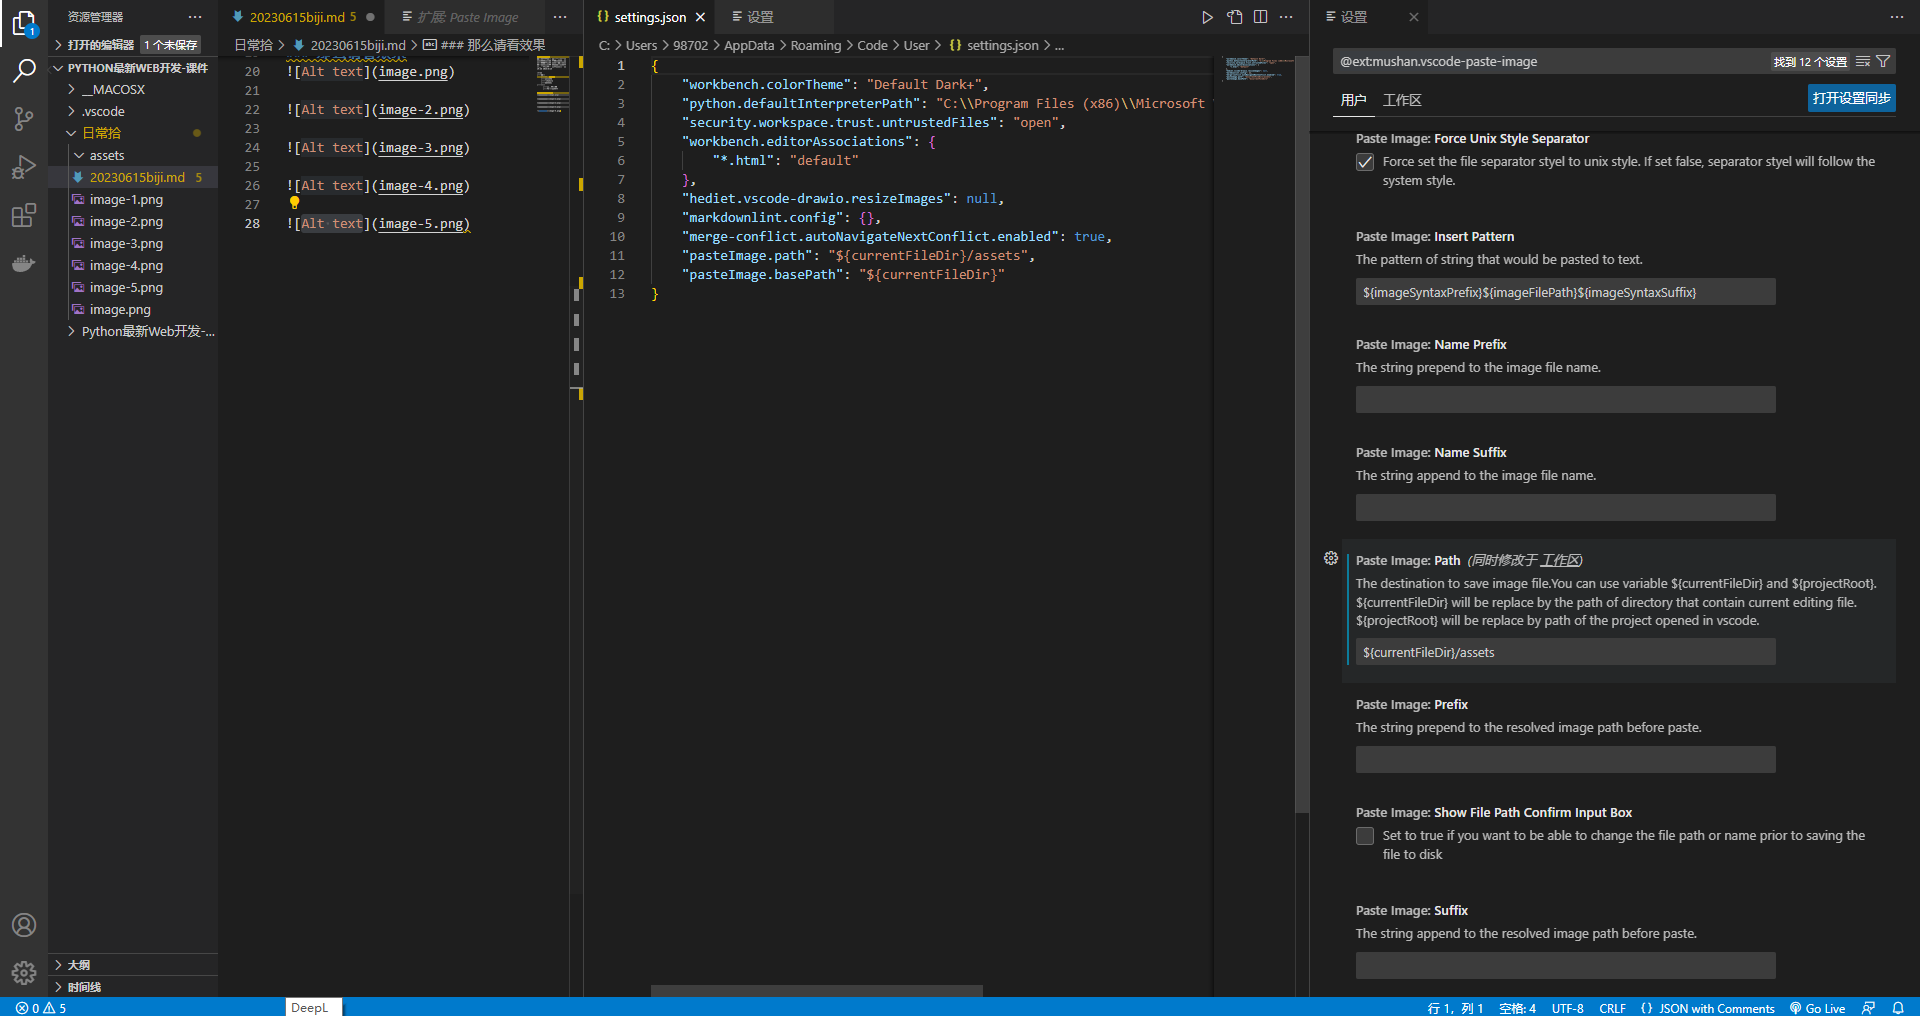 资源管理器
打开的编辑器 1 个未保存
PYTHON最新WEB开发-课件
__MACOSX
.vscode
日常拾
assets
20230615biji.md 5
image-1.png
image-2.png
image-3.png
image-4.png
image-5.png
image.png
Python最新Web开发-...
大纲
时间线
20230615biji.md 5
扩展: Paste Image
日常拾 > 20230615biji.md > ### 那么请看效果
20 ![Alt text](image.png)
21
22 ![Alt text](image-2.png)
23
24 ![Alt text](image-3.png)
25
26 ![Alt text](image-4.png)
27
28 ![Alt text](image-5.png)
settings.json
设置
C: > Users > 98702 > AppData > Roaming > Code > User > {} settings.json > ...
1 {
2 "workbench.colorTheme": "Default Dark+",
3 "python.defaultInterpreterPath": "C:\\Program Files (x86)\\Microsoft
4 "security.workspace.trust.untrustedFiles": "open",
5 "workbench.editorAssociations": {
6 "*.html": "default"
7 },
8 "hediet.vscode-drawio.resizeImages": null,
9 "markdownlint.config": {},
10 "merge-conflict.autoNavigateNextConflict.enabled": true,
11 "pasteImage.path": "${currentFileDir}/assets",
12 "pasteImage.basePath": "${currentFileDir}"
13 }
设置
@ext:mushan.vscode-paste-image
找到 12 个设置
用户 工作区
打开设置同步
Paste Image: Force Unix Style Separator
Force set the file separator styel to unix style. If set false, separator styel will follow the
system style.
Paste Image: Insert Pattern
The pattern of string that would be pasted to text.
${imageSyntaxPrefix}${imageFilePath}${imageSyntaxSuffix}
Paste Image: Name Prefix
The string prepend to the image file name.
Paste Image: Name Suffix
The string append to the image file name.
Paste Image: Path (同时修改于 工作区)
The destination to save image file.You can use variable ${currentFileDir} and ${projectRoot}.
${currentFileDir} will be replace by the path of directory that contain current editing file.
${projectRoot} will be replace by path of the project opened in vscode.
${currentFileDir}/assets
Paste Image: Prefix
The string prepend to the resolved image path before paste.
Paste Image: Show File Path Confirm Input Box
Set to true if you want to be able to change the file path or name prior to saving the
file to disk
Paste Image: Suffix
The string append to the resolved image path before paste.
0 5
DeepL
行 1，列 1 空格: 4 UTF-8 CRLF {} JSON with Comments Go Live